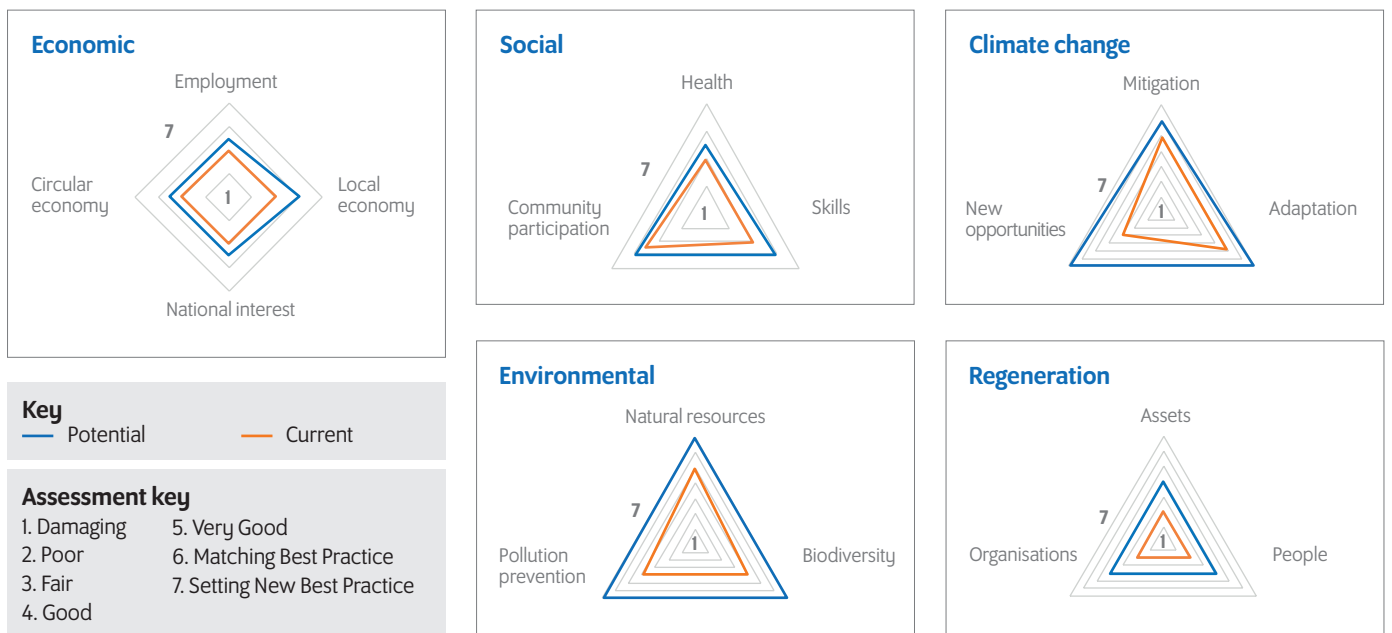 Economic
Employment
7
Circular
economy
1
Local
economy
National interest
Social
Health
7
Community
participation
1
Skills
Climate change
Mitigation
7
New
opportunities
1
Adaptation
Key
Potential
Current
Assessment key
1. Damaging
2. Poor
3. Fair
4. Good
5. Very Good
6. Matching Best Practice
7. Setting New Best Practice
Environmental
Natural resources
7
Pollution
prevention
1
Biodiversity
Regeneration
Assets
7
Organisations
1
People